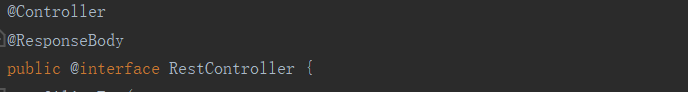 @Controller
@ResponseBody
public @interface RestController {